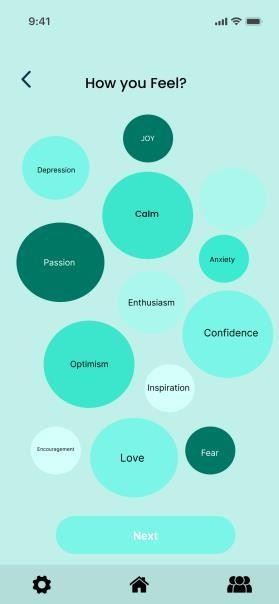 9:41
How you Feel?
JOY
Depression
Calm
Passion
Anxiety
Enthusiasm
Confidence
Optimism
Inspiration
Encouragement
Love
Fear
Next